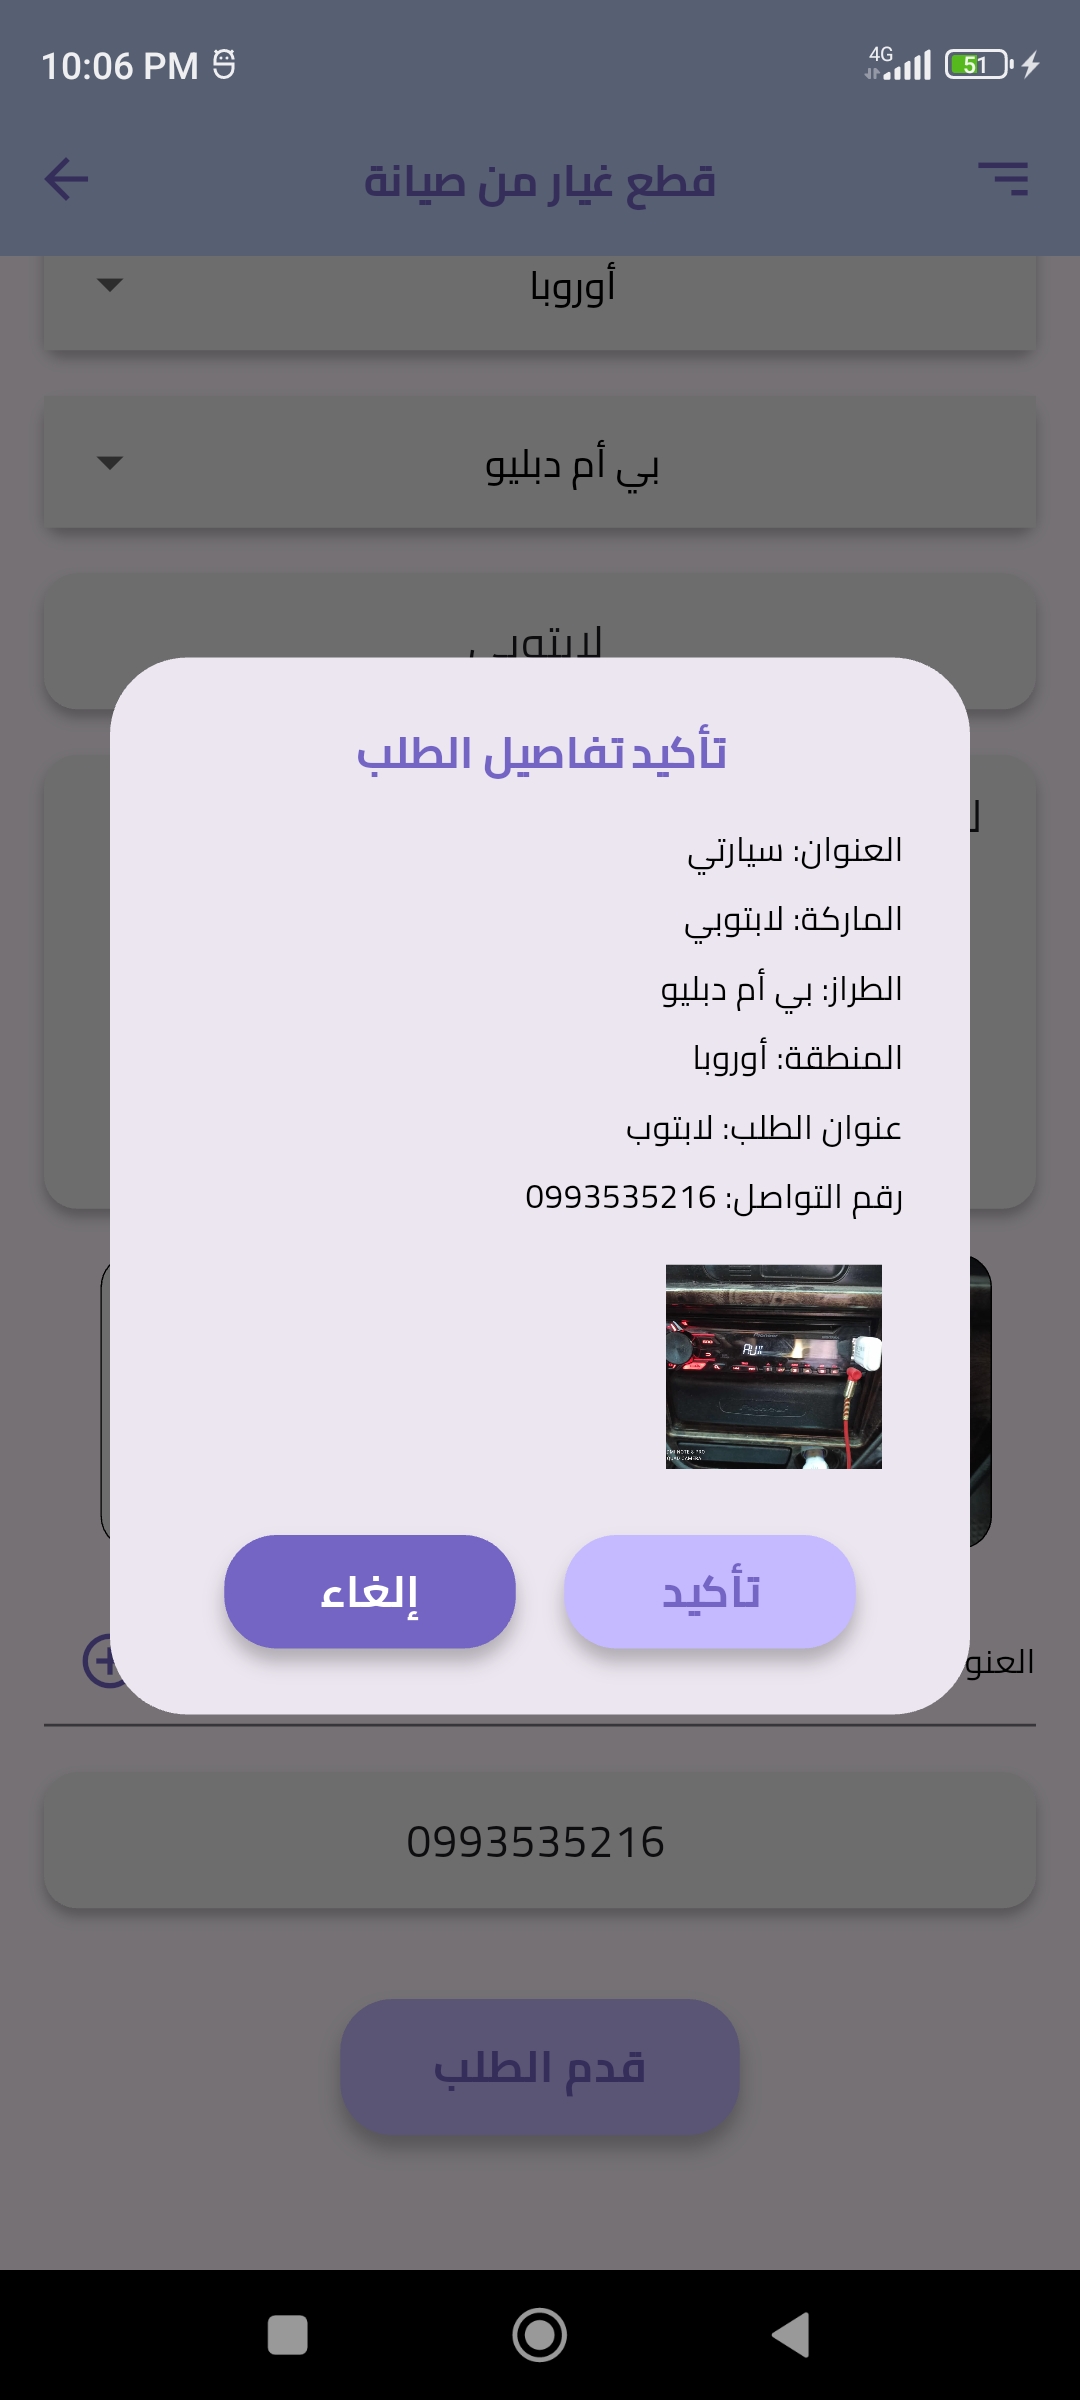 10:06 PM
4G
51
قطع غيار من صيانة
أوروبا
بي أم دبليو
لابتوبي
تأكيد تفاصيل الطلب
العنوان: سيارتي
الماركة: لابتوبي
الطراز: بي أم دبليو
المنطقة: أوروبا
عنوان الطلب: لابتوب
رقم التواصل: 0993535216
تأكيد
إلغاء
العنو
0993535216
قدم الطلب